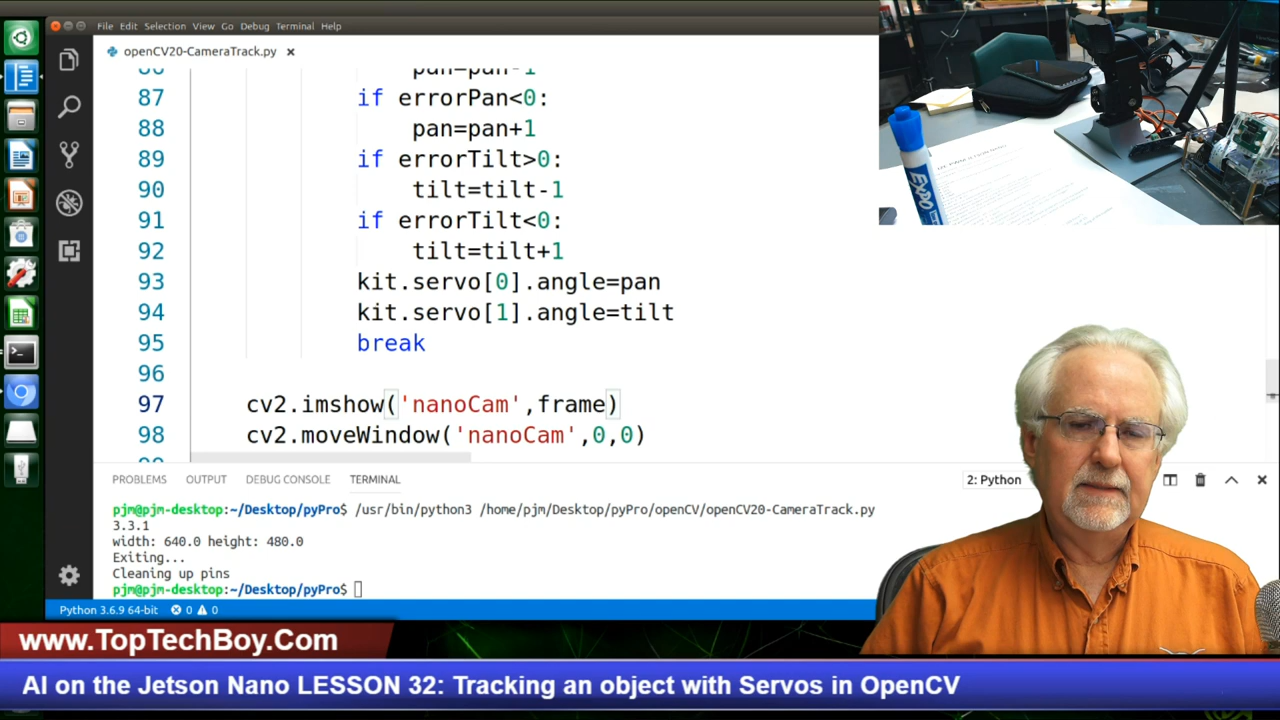 File Edit Selection View Go Debug Terminal Help
openCV20-CameraTrack.py
86 pan=pan-1
87 if errorPan<0:
88 pan=pan+1
89 if errorTilt>0:
90 tilt=tilt-1
91 if errorTilt<0:
92 tilt=tilt+1
93 kit.servo[0].angle=pan
94 kit.servo[1].angle=tilt
95 break
96
97 cv2.imshow('nanoCam',frame)
98 cv2.moveWindow('nanoCam',0,0)
PROBLEMS OUTPUT DEBUG CONSOLE TERMINAL 2: Python
pjm@pjm-desktop:~/Desktop/pyPro$ /usr/bin/python3 /home/pjm/Desktop/pyPro/openCV/openCV20-CameraTrack.py
3.3.1
width: 640.0 height: 480.0
Exiting...
Cleaning up pins
pjm@pjm-desktop:~/Desktop/pyPro$
Python 3.6.9 64-bit 0 0
EXPO
www.TopTechBoy.Com
AI on the Jetson Nano LESSON 32: Tracking an object with Servos in OpenCV